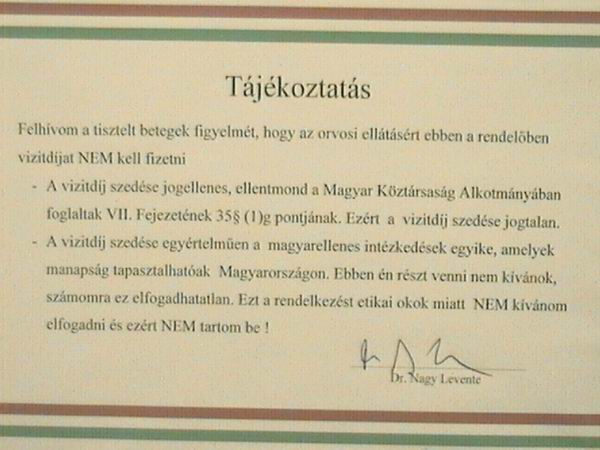 Tájékoztatás
Felhívom a tisztelt betegek figyelmét, hogy az orvosi ellátásért ebben a rendelőben
vizitdíjat NEM kell fizetni
- A vizitdíj szedése jogellenes, ellentmond a Magyar Köztársaság Alkotmányában
foglaltak VII. Fejezetének 35§ (1)g pontjának. Ezért a vizitdíj szedése jogtalan.
- A vizitdíj szedése egyértelműen a magyarellenes intézkedések egyike, amelyek
manapság tapasztalhatóak Magyarországon. Ebben én részt venni nem kívánok,
számomra ez elfogadhatatlan. Ezt a rendelkezést etikai okok miatt NEM kívánom
elfogadni és ezért NEM tartom be !
Dr. Nagy Levente